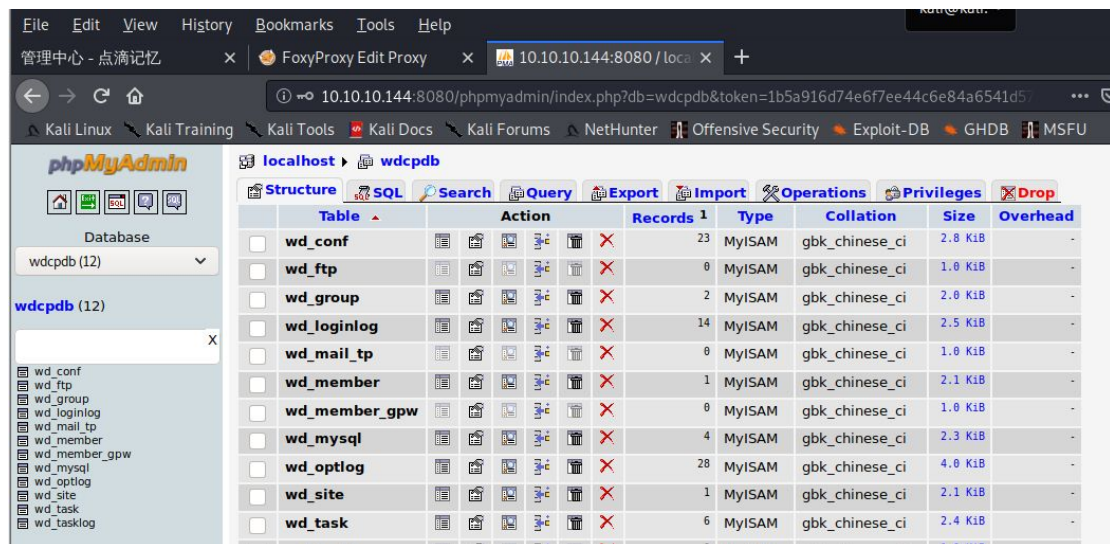 File Edit View History Bookmarks Tools Help
管理中心 - 点滴记忆 × FoxyProxy Edit Proxy × 10.10.10.144:8080 / loca × +
10.10.10.144:8080/phpmyadmin/index.php?db=wdcpdb&token=1b5a916d74e6f7ee44c6e84a6541d57
Kali Linux Kali Training Kali Tools Kali Docs Kali Forums NetHunter Offensive Security Exploit-DB GHDB MSFU
phpMyAdmin
Database
wdcpdb (12)
wdcpdb (12)
X
wd_conf
wd_ftp
wd_group
wd_loginlog
wd_mail_tp
wd_member
wd_member_gpw
wd_mysql
wd_optlog
wd_site
wd_task
wd_tasklog
localhost ▸ wdcpdb
Structure SQL Search Query Export Import Operations Privileges Drop
Table Action Records 1 Type Collation Size Overhead
wd_conf 23 MyISAM gbk_chinese_ci 2.8 KiB -
wd_ftp 0 MyISAM gbk_chinese_ci 1.0 KiB -
wd_group 2 MyISAM gbk_chinese_ci 2.0 KiB -
wd_loginlog 14 MyISAM gbk_chinese_ci 2.5 KiB -
wd_mail_tp 0 MyISAM gbk_chinese_ci 1.0 KiB -
wd_member 1 MyISAM gbk_chinese_ci 2.1 KiB -
wd_member_gpw 0 MyISAM gbk_chinese_ci 1.0 KiB -
wd_mysql 4 MyISAM gbk_chinese_ci 2.3 KiB -
wd_optlog 28 MyISAM gbk_chinese_ci 4.0 KiB -
wd_site 1 MyISAM gbk_chinese_ci 2.1 KiB -
wd_task 6 MyISAM gbk_chinese_ci 2.4 KiB -